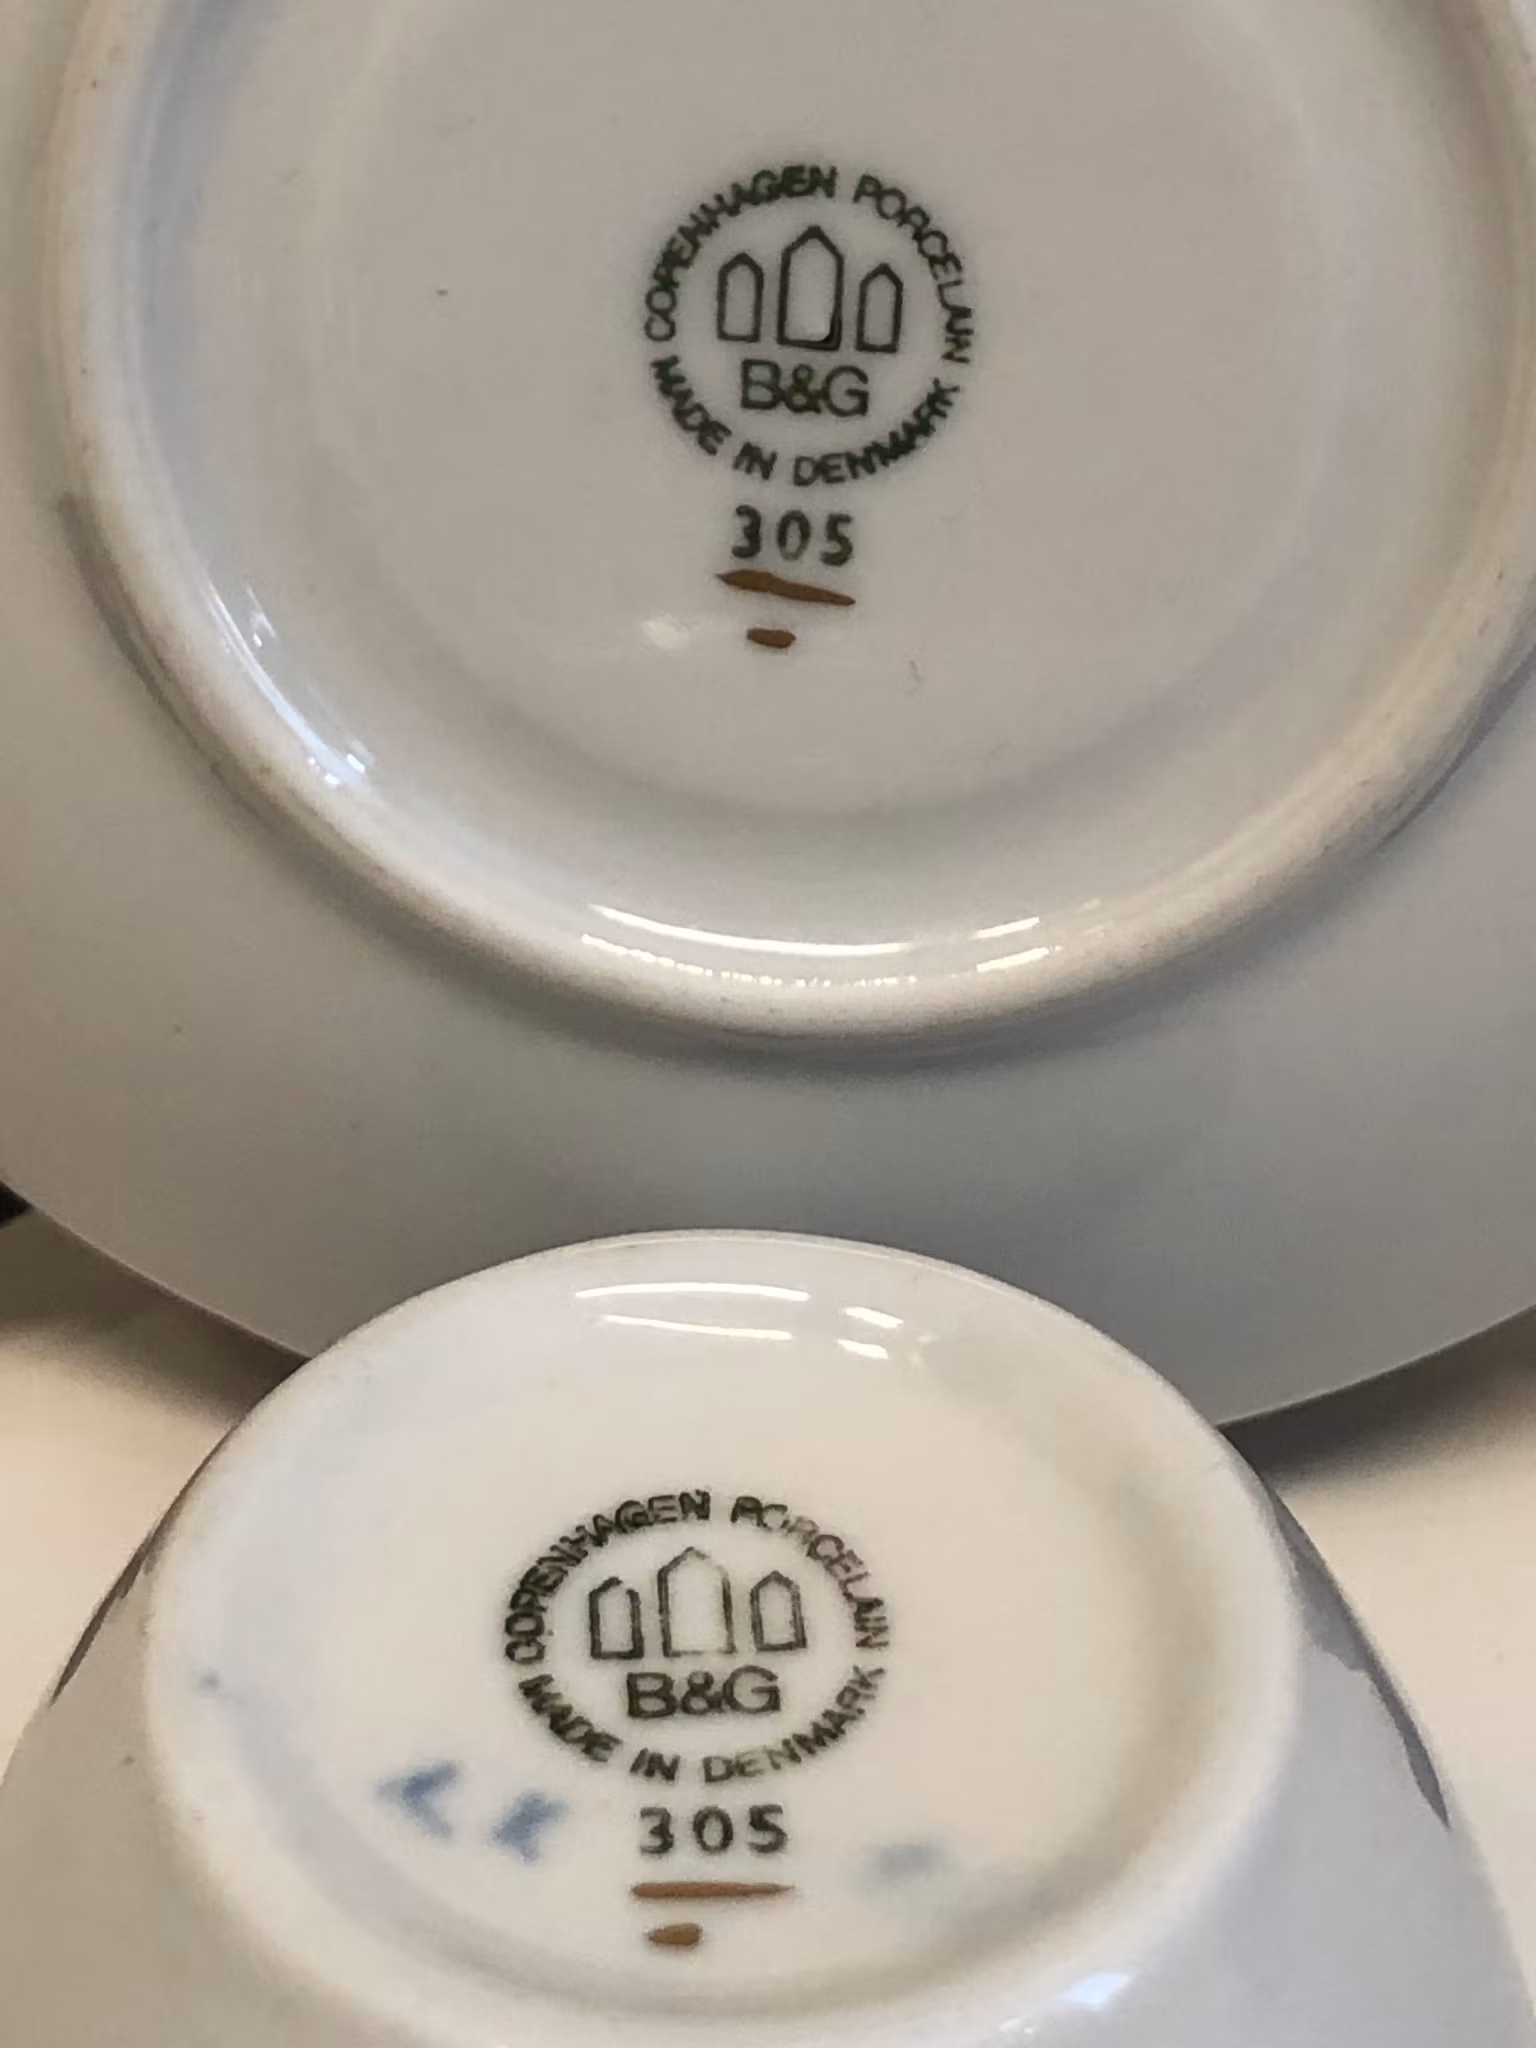 COPENHAGEN PORCELAIN
B&G
MADE IN DENMARK
305
COPENHAGEN PORCELAIN
B&G
MADE IN DENMARK
305